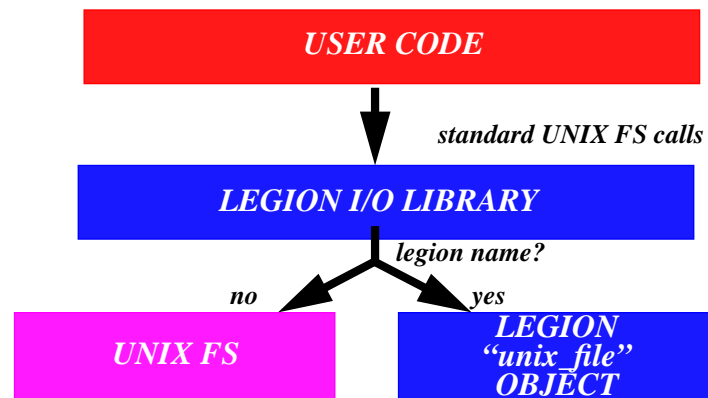 USER CODE
standard UNIX FS calls
LEGION I/O LIBRARY
legion name?
no
yes
UNIX FS
LEGION
“unix_file”
OBJECT